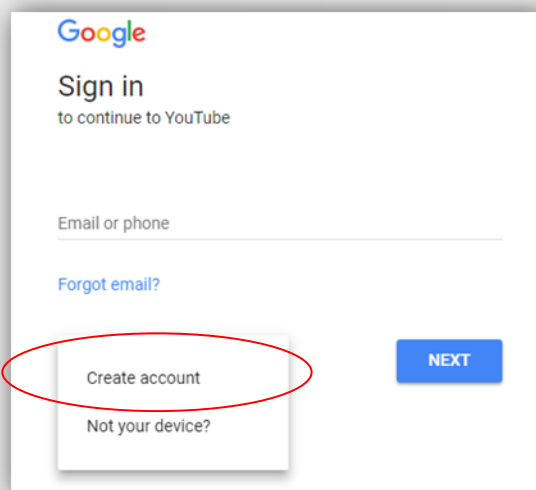 Google
Sign in
to continue to YouTube
Email or phone
Forgot email?
NEXT
Create account
Not your device?